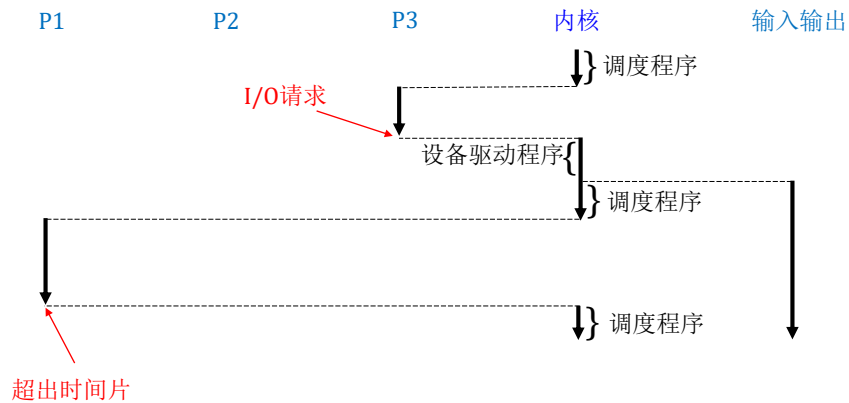 P1 P2 P3 内核 输入输出
调度程序
I/O请求
设备驱动程序
调度程序
调度程序
超出时间片